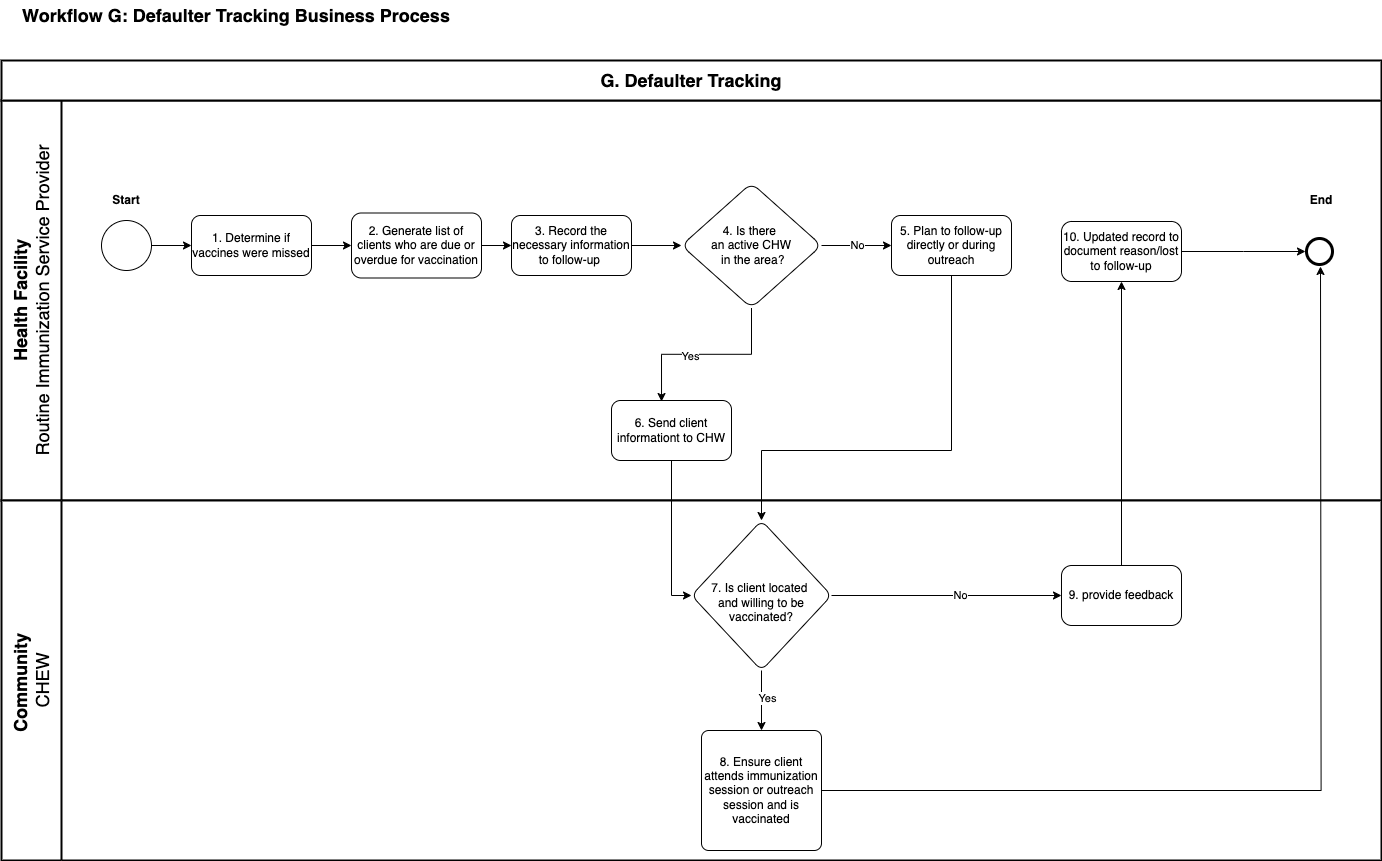 Workflow G: Defaulter Tracking Business Process
G. Defaulter Tracking
Health Facility
Routine Immunization Service Provider
Start
1. Determine if
vaccines were missed
2. Generate list of
clients who are due or
overdue for vaccination
3. Record the
necessary information
to follow-up
4. Is there
an active CHW
in the area?
No
5. Plan to follow-up
directly or during
outreach
10. Updated record to
document reason/lost
to follow-up
End
Yes
6. Send client
informationt to CHW
Community
CHEW
7. Is client located
and willing to be
vaccinated?
No
9. provide feedback
Yes
8. Ensure client
attends immunization
session or outreach
session and is
vaccinated